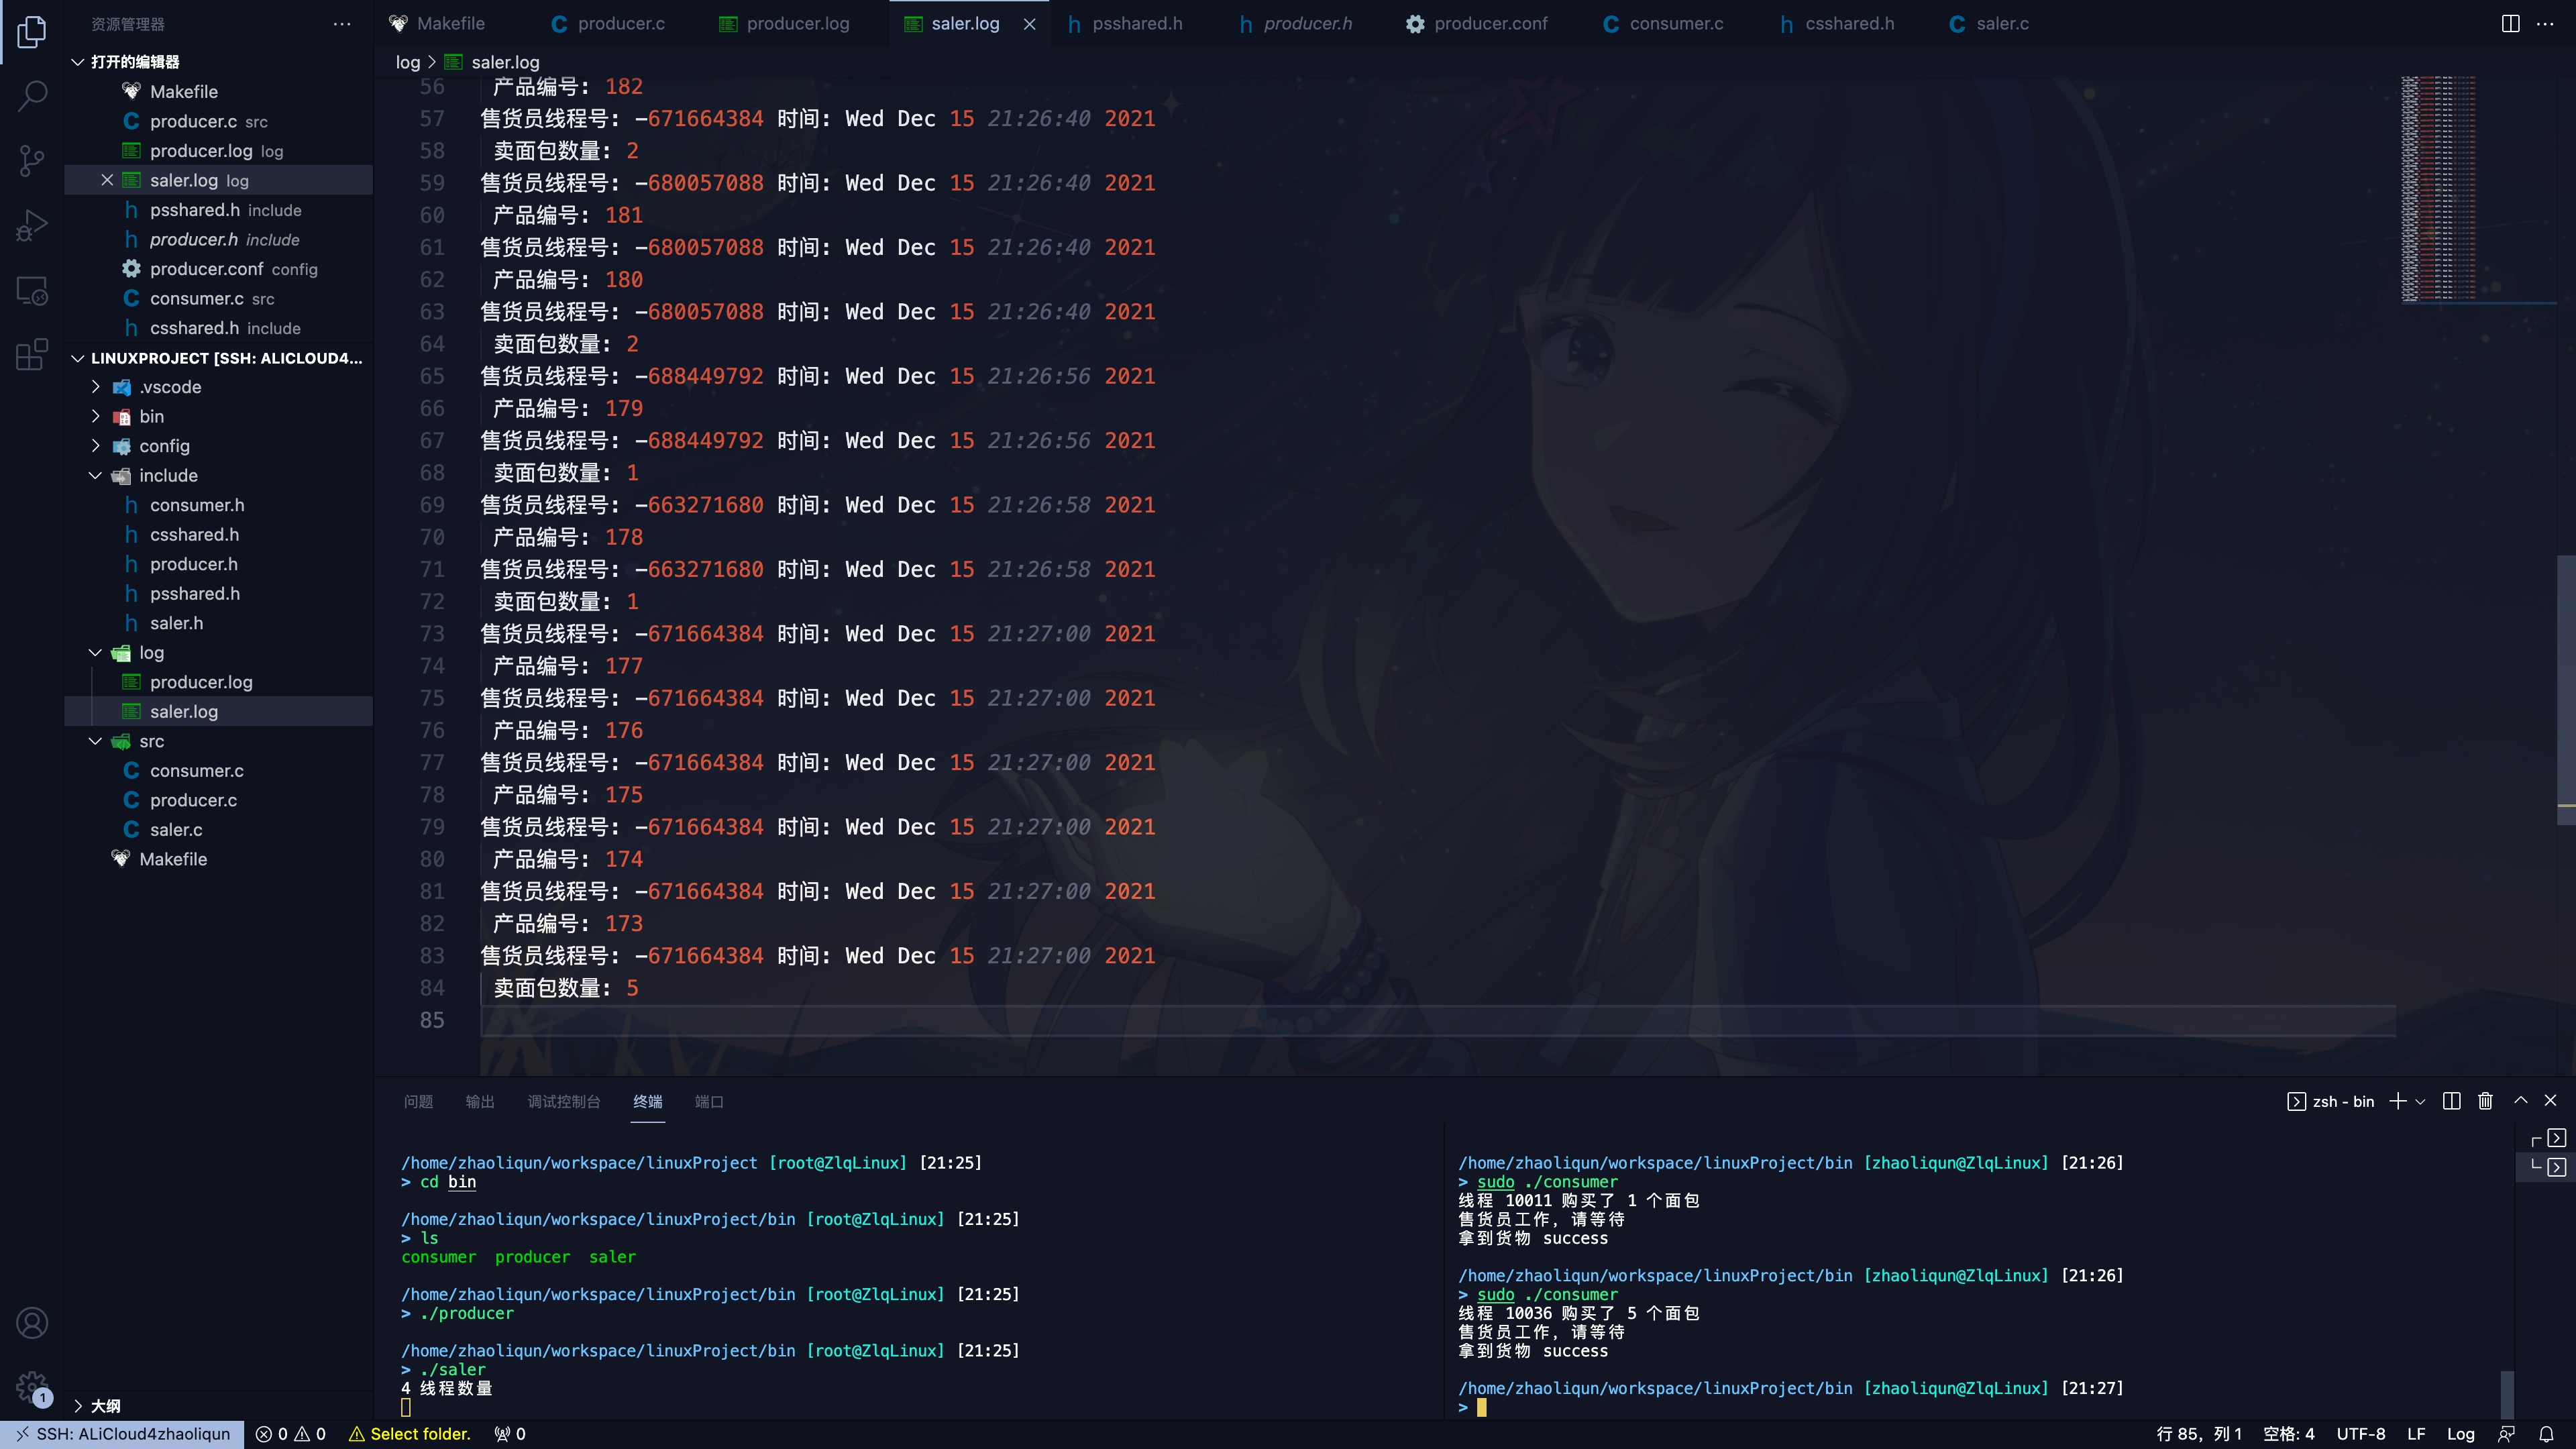 资源管理器
打开的编辑器
Makefile
producer.c src
producer.log log
saler.log log
psshared.h include
producer.h include
producer.conf config
consumer.c src
csshared.h include
LINUXPROJECT [SSH: ALICLOUD4...
.vscode
bin
config
include
consumer.h
csshared.h
producer.h
psshared.h
saler.h
log
producer.log
saler.log
src
consumer.c
producer.c
saler.c
Makefile
大纲
Makefile producer.c producer.log saler.log psshared.h producer.h producer.conf consumer.c csshared.h saler.c
log > saler.log
56 产品编号: 182
57 售货员线程号: -671664384 时间: Wed Dec 15 21:26:40 2021
58 卖面包数量: 2
59 售货员线程号: -680057088 时间: Wed Dec 15 21:26:40 2021
60 产品编号: 181
61 售货员线程号: -680057088 时间: Wed Dec 15 21:26:40 2021
62 产品编号: 180
63 售货员线程号: -680057088 时间: Wed Dec 15 21:26:40 2021
64 卖面包数量: 2
65 售货员线程号: -688449792 时间: Wed Dec 15 21:26:56 2021
66 产品编号: 179
67 售货员线程号: -688449792 时间: Wed Dec 15 21:26:56 2021
68 卖面包数量: 1
69 售货员线程号: -663271680 时间: Wed Dec 15 21:26:58 2021
70 产品编号: 178
71 售货员线程号: -663271680 时间: Wed Dec 15 21:26:58 2021
72 卖面包数量: 1
73 售货员线程号: -671664384 时间: Wed Dec 15 21:27:00 2021
74 产品编号: 177
75 售货员线程号: -671664384 时间: Wed Dec 15 21:27:00 2021
76 产品编号: 176
77 售货员线程号: -671664384 时间: Wed Dec 15 21:27:00 2021
78 产品编号: 175
79 售货员线程号: -671664384 时间: Wed Dec 15 21:27:00 2021
80 产品编号: 174
81 售货员线程号: -671664384 时间: Wed Dec 15 21:27:00 2021
82 产品编号: 173
83 售货员线程号: -671664384 时间: Wed Dec 15 21:27:00 2021
84 卖面包数量: 5
85
问题 输出 调试控制台 终端 端口
zsh - bin
/home/zhaoliqun/workspace/linuxProject [root@ZlqLinux] [21:25]
> cd bin
/home/zhaoliqun/workspace/linuxProject/bin [root@ZlqLinux] [21:25]
> ls
consumer producer saler
/home/zhaoliqun/workspace/linuxProject/bin [root@ZlqLinux] [21:25]
> ./producer
/home/zhaoliqun/workspace/linuxProject/bin [root@ZlqLinux] [21:25]
> ./saler
4 线程数量
/home/zhaoliqun/workspace/linuxProject/bin [zhaoliqun@ZlqLinux] [21:26]
> sudo ./consumer
线程 10011 购买了 1 个面包
售货员工作, 请等待
拿到货物 success
/home/zhaoliqun/workspace/linuxProject/bin [zhaoliqun@ZlqLinux] [21:26]
> sudo ./consumer
线程 10036 购买了 5 个面包
售货员工作, 请等待
拿到货物 success
/home/zhaoliqun/workspace/linuxProject/bin [zhaoliqun@ZlqLinux] [21:27]
>
1
SSH: ALiCloud4zhaoliqun 0 0 Select folder. 0 行 85, 列 1 空格: 4 UTF-8 LF Log